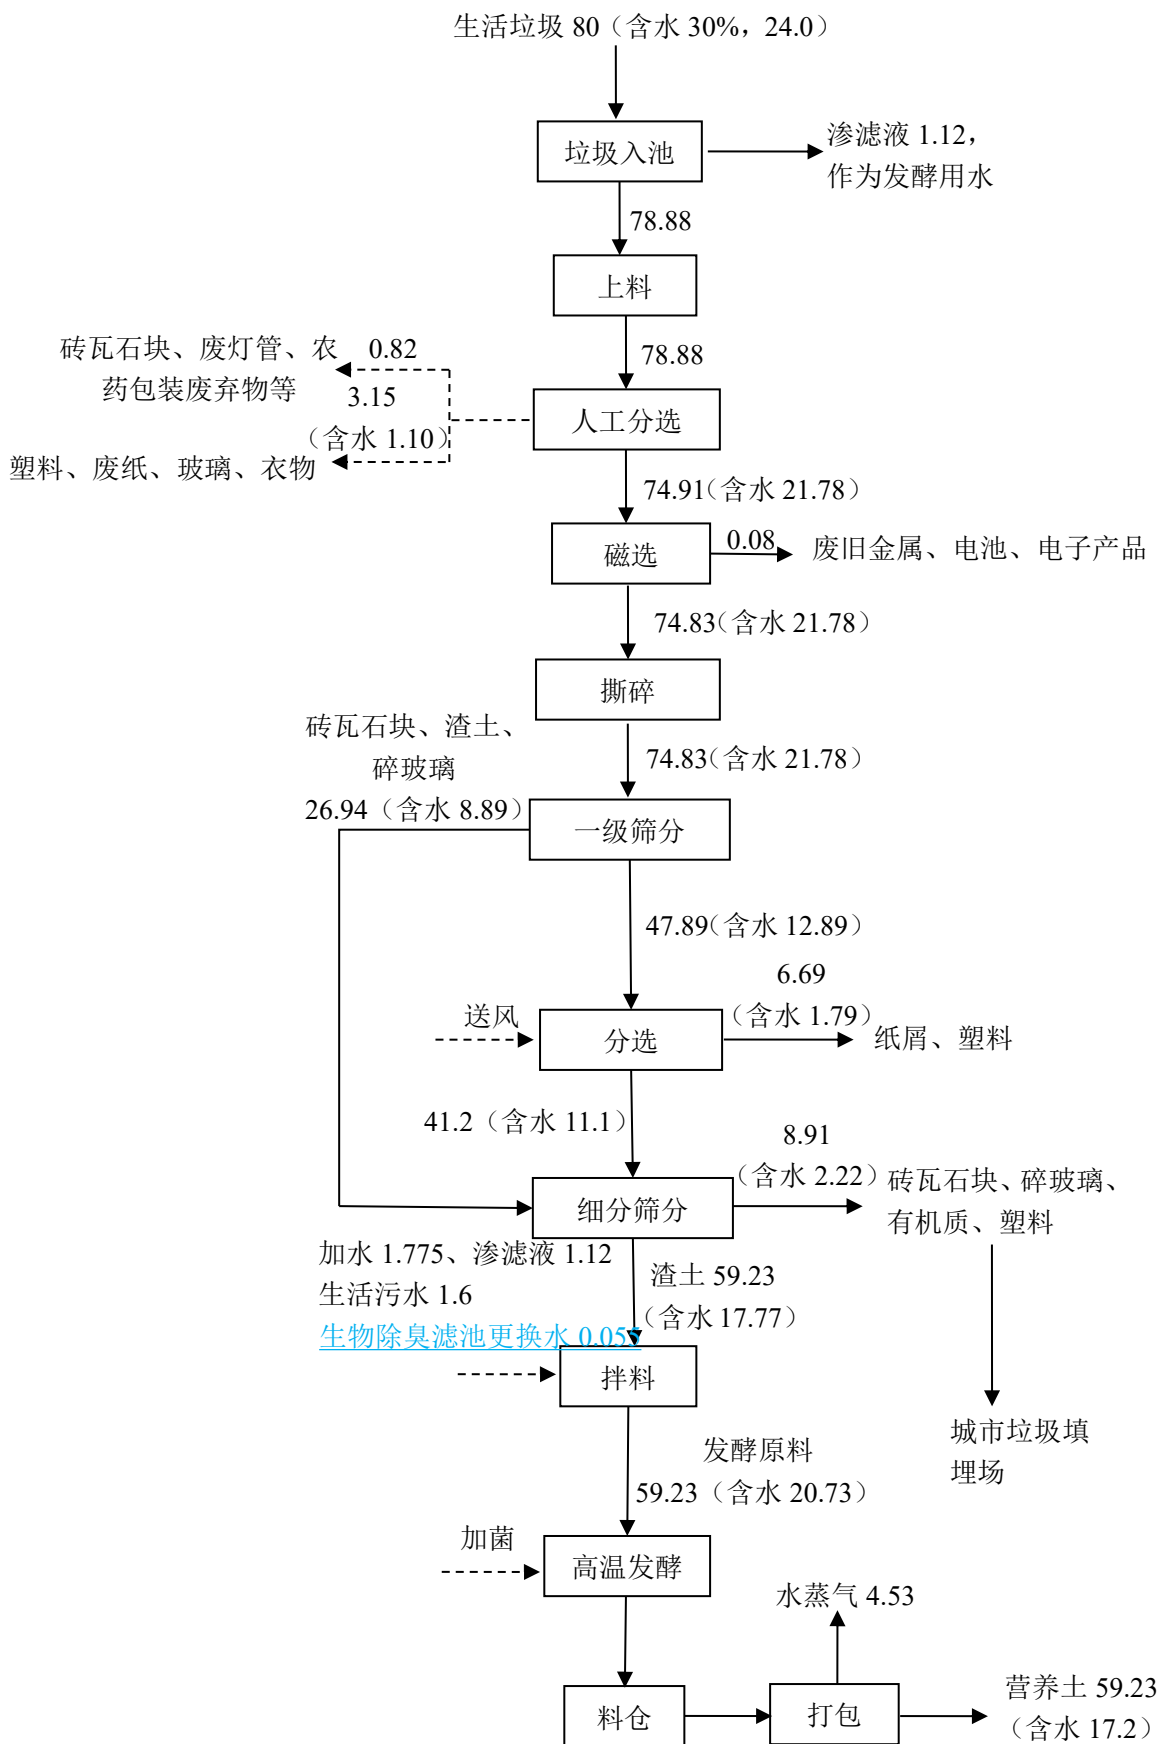 生活垃圾 80（含水 30%，24.0）
垃圾入池
渗滤液 1.12，
作为发酵用水
78.88
上料
砖瓦石块、废灯管、农
药包装废弃物等
0.82
78.88
3.15
（含水 1.10）
人工分选
塑料、废纸、玻璃、衣物
74.91（含水 21.78）
磁选
0.08
废旧金属、电池、电子产品
74.83（含水 21.78）
撕碎
砖瓦石块、渣土、
碎玻璃
26.94（含水 8.89）
74.83（含水 21.78）
一级筛分
47.89（含水 12.89）
送风
分选
6.69
（含水 1.79）
纸屑、塑料
41.2（含水 11.1）
8.91
（含水 2.22）
细分筛分
砖瓦石块、碎玻璃、
有机质、塑料
加水 1.775、渗滤液 1.12
生活污水 1.6
生物除臭滤池更换水 0.055
渣土 59.23
（含水 17.77）
拌料
城市垃圾填
埋场
发酵原料
59.23（含水 20.73）
加菌
高温发酵
水蒸气 4.53
料仓
打包
营养土 59.23
（含水 17.2）